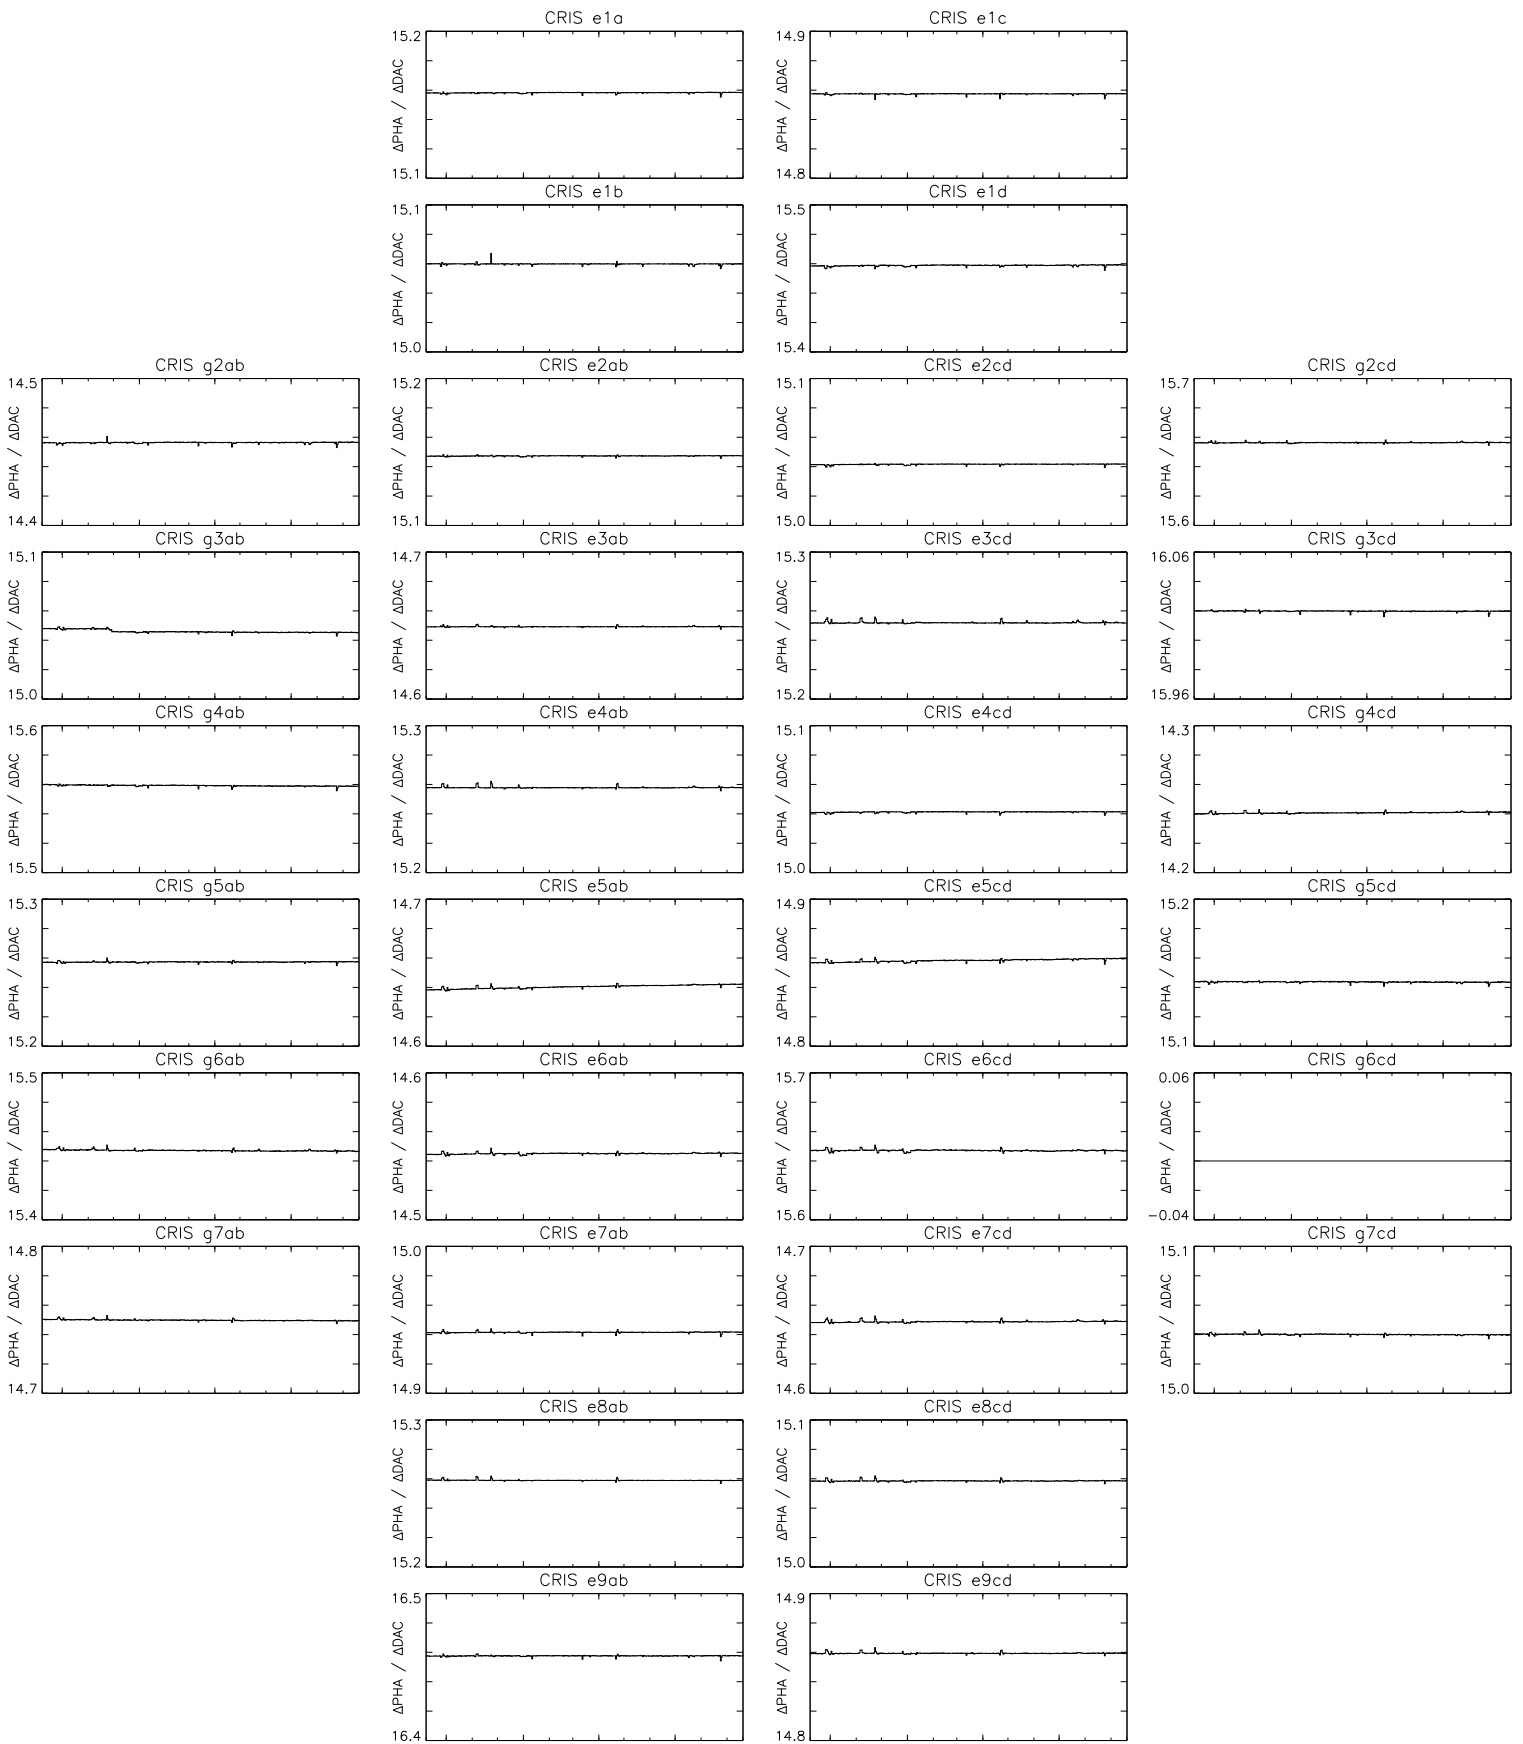 CRIS e1a
15.2
ΔPHA / ΔDAC
15.1
CRIS e1c
14.9
ΔPHA / ΔDAC
14.8
CRIS e1b
15.1
ΔPHA / ΔDAC
15.0
CRIS e1d
15.5
ΔPHA / ΔDAC
15.4
CRIS g2ab
14.5
ΔPHA / ΔDAC
14.4
CRIS e2ab
15.2
ΔPHA / ΔDAC
15.1
CRIS e2cd
15.1
ΔPHA / ΔDAC
15.0
CRIS g2cd
15.7
ΔPHA / ΔDAC
15.6
CRIS g3ab
15.1
ΔPHA / ΔDAC
15.0
CRIS e3ab
14.7
ΔPHA / ΔDAC
14.6
CRIS e3cd
15.3
ΔPHA / ΔDAC
15.2
CRIS g3cd
16.06
ΔPHA / ΔDAC
15.96
CRIS g4ab
15.6
ΔPHA / ΔDAC
15.5
CRIS e4ab
15.3
ΔPHA / ΔDAC
15.2
CRIS e4cd
15.1
ΔPHA / ΔDAC
15.0
CRIS g4cd
14.3
ΔPHA / ΔDAC
14.2
CRIS g5ab
15.3
ΔPHA / ΔDAC
15.2
CRIS e5ab
14.7
ΔPHA / ΔDAC
14.6
CRIS e5cd
14.9
ΔPHA / ΔDAC
14.8
CRIS g5cd
15.2
ΔPHA / ΔDAC
15.1
CRIS g6ab
15.5
ΔPHA / ΔDAC
15.4
CRIS e6ab
14.6
ΔPHA / ΔDAC
14.5
CRIS e6cd
15.7
ΔPHA / ΔDAC
15.6
CRIS g6cd
0.06
ΔPHA / ΔDAC
−0.04
CRIS g7ab
14.8
ΔPHA / ΔDAC
14.7
CRIS e7ab
15.0
ΔPHA / ΔDAC
14.9
CRIS e7cd
14.7
ΔPHA / ΔDAC
14.6
CRIS g7cd
15.1
ΔPHA / ΔDAC
15.0
CRIS e8ab
15.3
ΔPHA / ΔDAC
15.2
CRIS e8cd
15.1
ΔPHA / ΔDAC
15.0
CRIS e9ab
16.5
ΔPHA / ΔDAC
16.4
CRIS e9cd
14.9
ΔPHA / ΔDAC
14.8